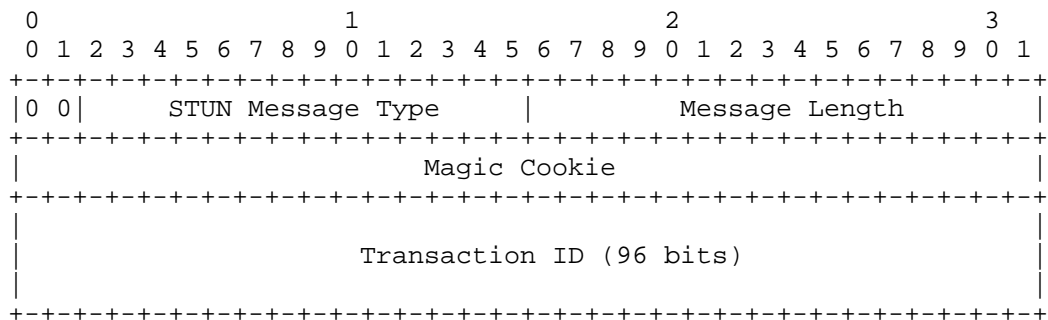 0                   1                   2                   3
 0 1 2 3 4 5 6 7 8 9 0 1 2 3 4 5 6 7 8 9 0 1 2 3 4 5 6 7 8 9 0 1
+-+-+-+-+-+-+-+-+-+-+-+-+-+-+-+-+-+-+-+-+-+-+-+-+-+-+-+-+-+-+-+-+
|0 0|     STUN Message Type     |         Message Length        |
+-+-+-+-+-+-+-+-+-+-+-+-+-+-+-+-+-+-+-+-+-+-+-+-+-+-+-+-+-+-+-+-+
|                         Magic Cookie                          |
+-+-+-+-+-+-+-+-+-+-+-+-+-+-+-+-+-+-+-+-+-+-+-+-+-+-+-+-+-+-+-+-+
|                                                               |
|                     Transaction ID (96 bits)                  |
|                                                               |
+-+-+-+-+-+-+-+-+-+-+-+-+-+-+-+-+-+-+-+-+-+-+-+-+-+-+-+-+-+-+-+-+